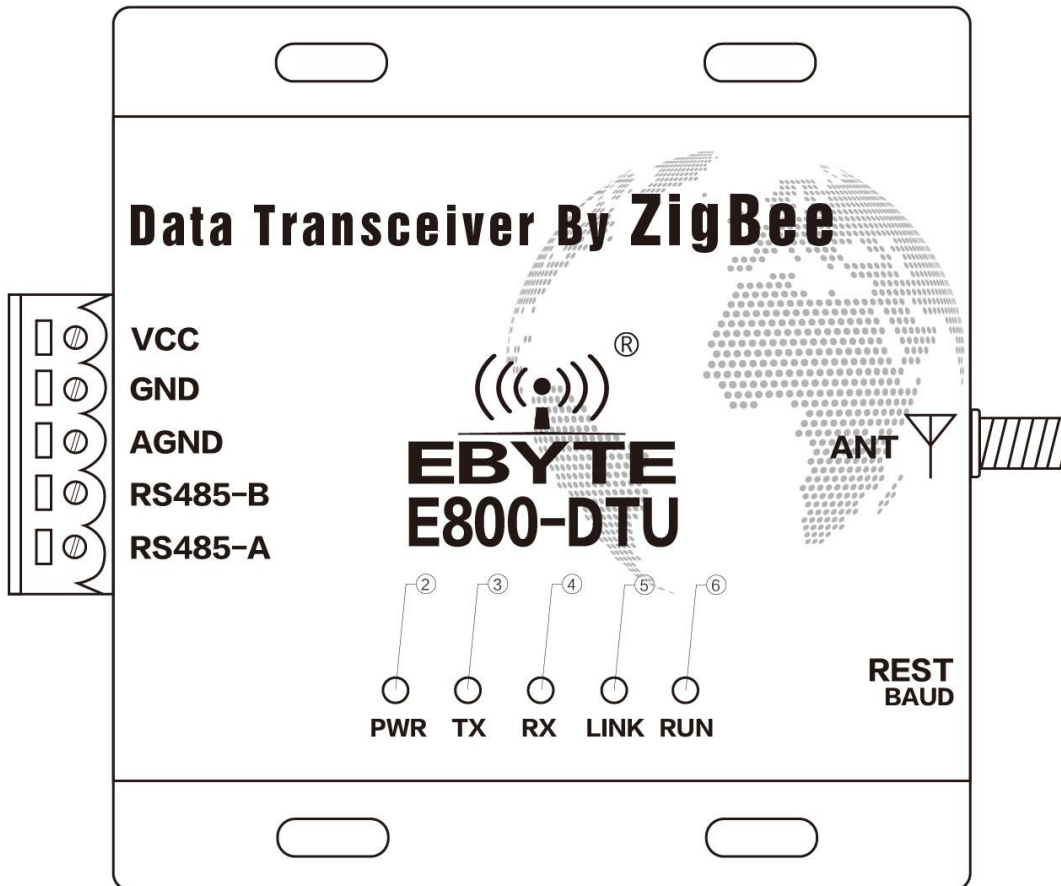 Data Transceiver By ZigBee
VCC
GND
AGND
RS485-B
RS485-A
®
EBYTE
E800-DTU
ANT
② ③ ④ ⑤ ⑥
PWR TX RX LINK RUN
REST
BAUD